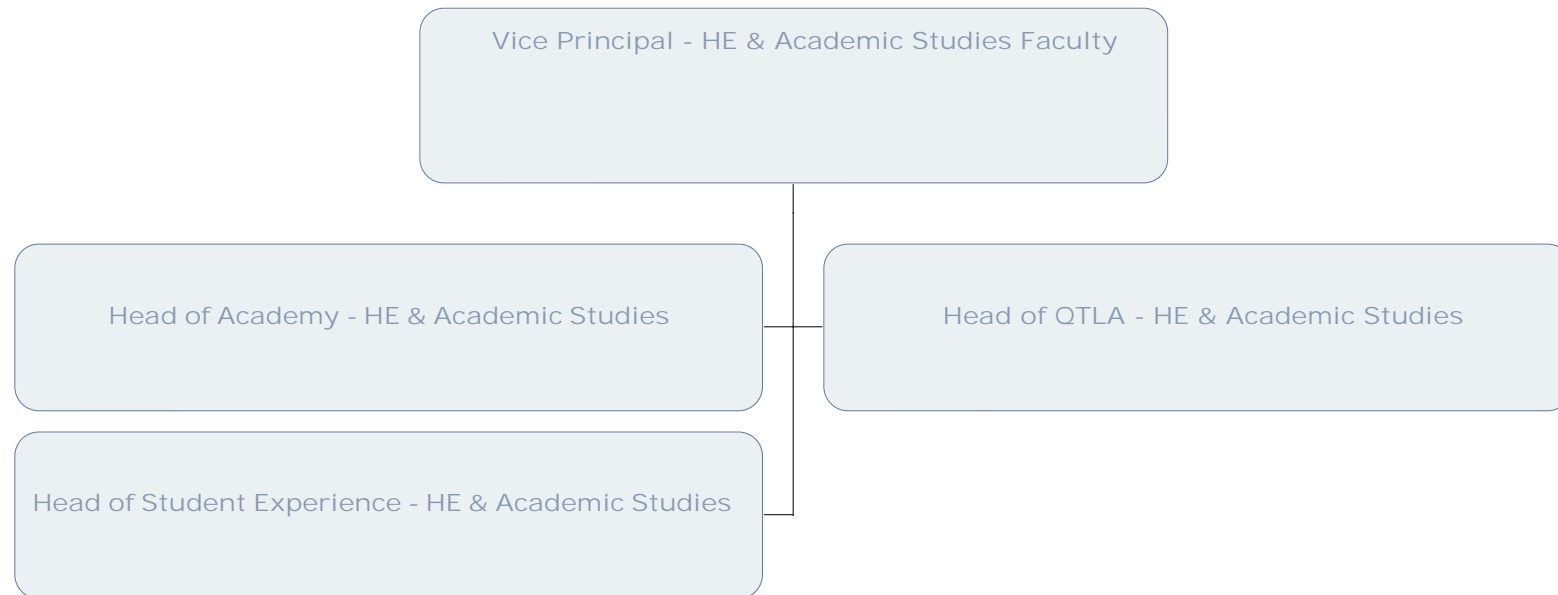 Vice Principal - HE & Academic Studies Faculty
Head of Academy - HE & Academic Studies
Head of QTLA - HE & Academic Studies
Head of Student Experience - HE & Academic Studies